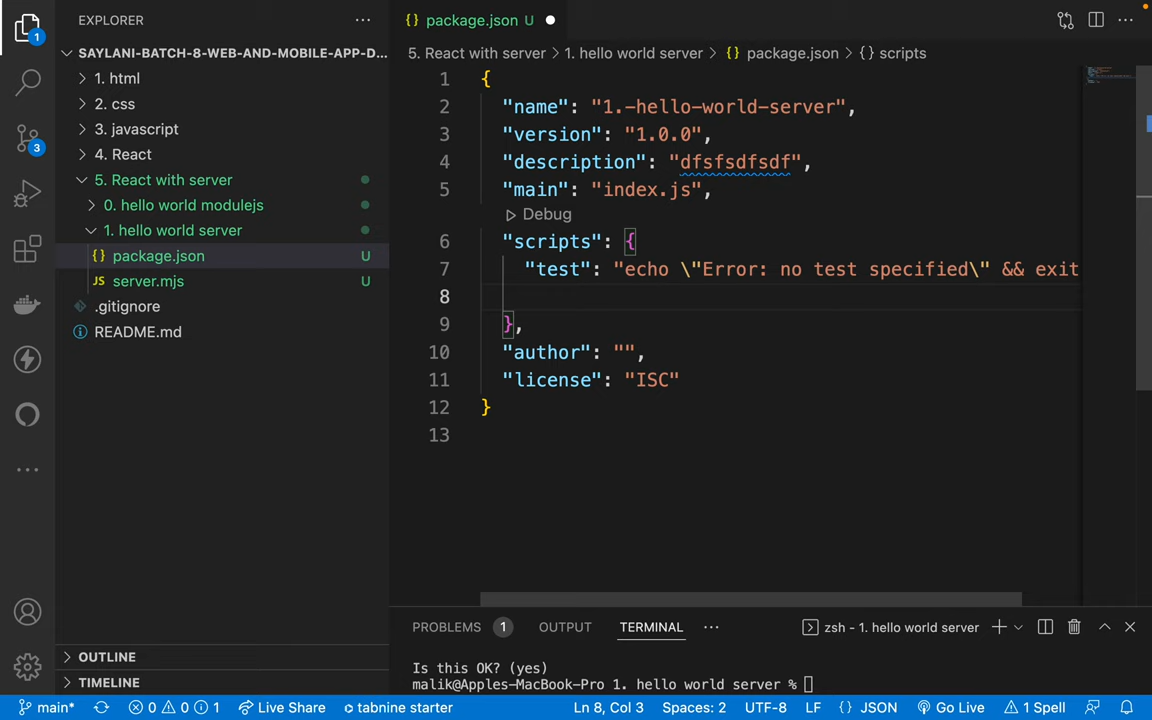 EXPLORER
···
{} package.json U
SAYLANI-BATCH-8-WEB-AND-MOBILE-APP-D...
1. html
2. css
3. javascript
4. React
5. React with server
0. hello world modulejs
1. hello world server
{} package.json U
JS server.mjs U
.gitignore
README.md
OUTLINE
TIMELINE
1
3
5. React with server > 1. hello world server > {} package.json > {} scripts
1 {
2 "name": "1.-hello-world-server",
3 "version": "1.0.0",
4 "description": "dfsfsdfsdf",
5 "main": "index.js",
Debug
6 "scripts": {
7 "test": "echo \"Error: no test specified\" && exit
8
9 },
10 "author": "",
11 "license": "ISC"
12 }
13
PROBLEMS 1 OUTPUT TERMINAL ··· zsh - 1. hello world server
Is this OK? (yes)
malik@Apples-MacBook-Pro 1. hello world server %
main* 0 0 1 Live Share tabnine starter Ln 8, Col 3 Spaces: 2 UTF-8 LF {} JSON Go Live 1 Spell